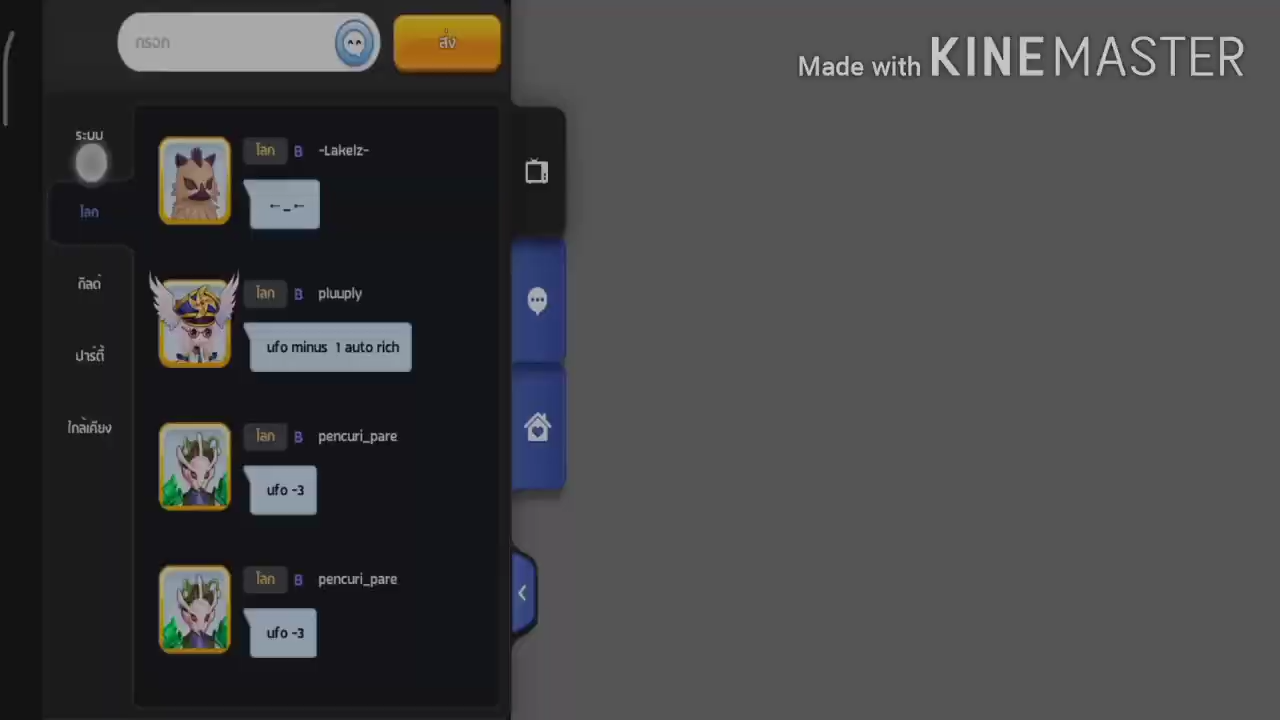 กรอก
ส่ง
Made with KINEMASTER
ระบบ
โลก
กิลด์
ปาร์ตี้
ใกล้เคียง
โลก B -Lakelz-
←_←
โลก B pluuply
ufo minus 1 auto rich
โลก B pencuri_pare
ufo -3
โลก B pencuri_pare
ufo -3